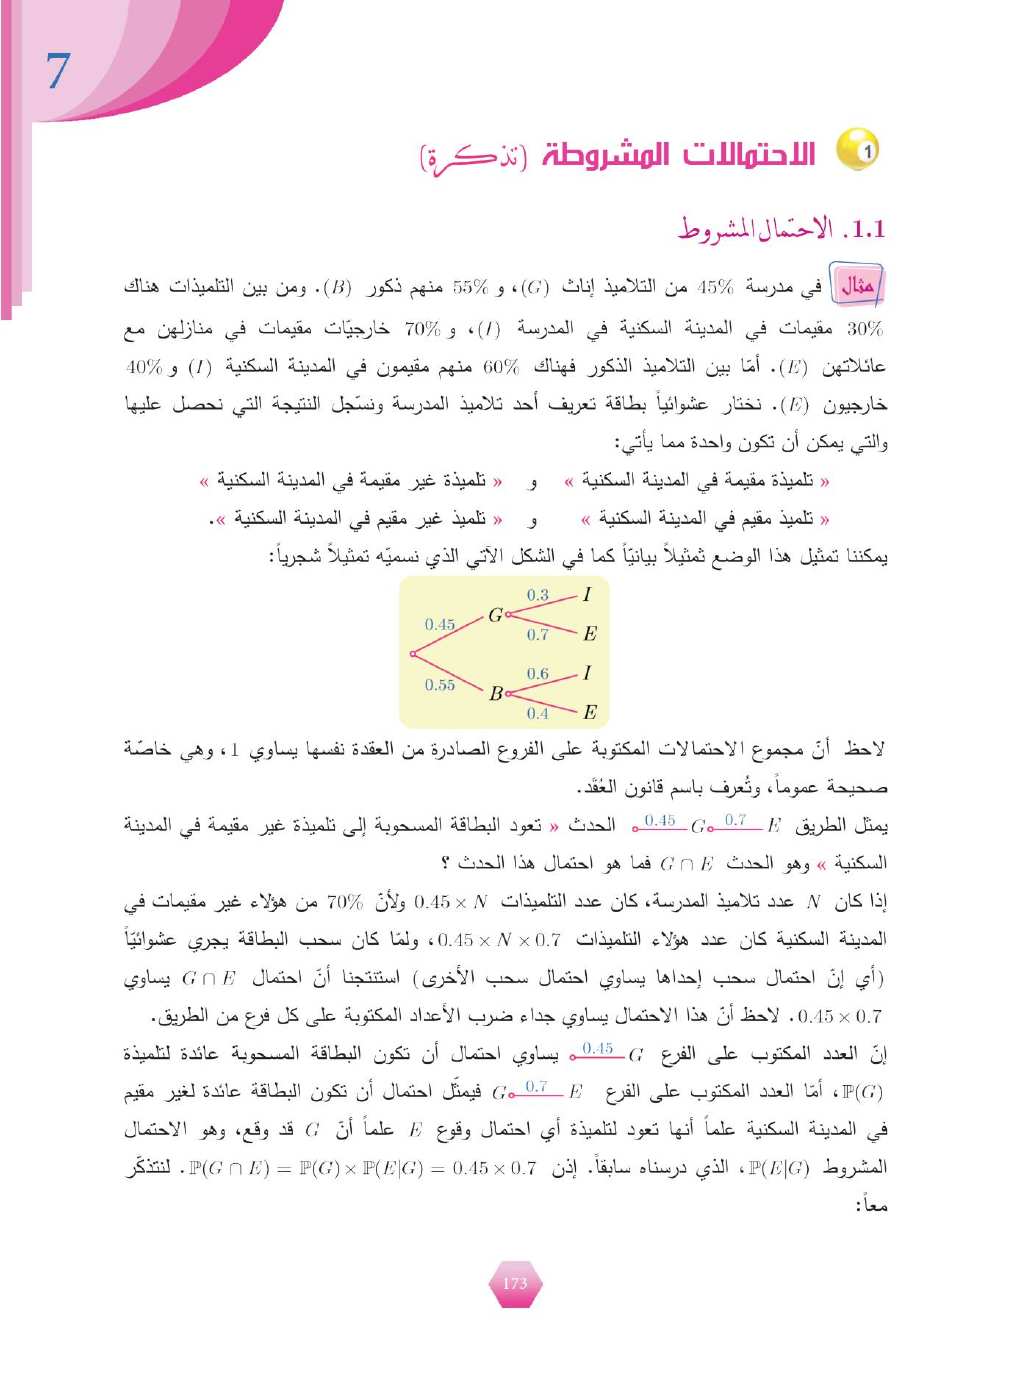 7
1 الاحتمالات المشروطة (تذكرة)
1.1. الاحتمال المشروط
مثال في مدرسة 45% من التلاميذ إناث (G)، و 55% منهم ذكور (B). ومن بين التلميذات هناك
30% مقيمات في المدينة السكنية في المدرسة (I)، و 70% خارجيّات مقيمات في منازلهن مع
عائلاتهن (E). أمّا بين التلاميذ الذكور فهناك 60% منهم مقيمون في المدينة السكنية (I) و 40%
خارجيون (E). نختار عشوائياً بطاقة تعريف أحد تلاميذ المدرسة ونسّجل النتيجة التي نحصل عليها
والتي يمكن أن تكون واحدة مما يأتي:
« تلميذة مقيمة في المدينة السكنية » و « تلميذة غير مقيمة في المدينة السكنية »
« تلميذ مقيم في المدينة السكنية » و « تلميذ غير مقيم في المدينة السكنية ».
يمكننا تمثيل هذا الوضع ثمثيلاً بيانيّاً كما في الشكل الآتي الذي نسميّه تمثيلاً شجرياً:
0.3 I
G
0.45
0.7 E
0.6 I
0.55
B
0.4 E
لاحظ أنّ مجموع الاحتمالات المكتوبة على الفروع الصادرة من العقدة نفسها يساوي 1، وهي خاصّة
صحيحة عموماً، وتُعرف باسم قانون العُقَد.
يمثل الطريق 0.45 G 0.7 E الحدث « تعود البطاقة المسحوبة إلى تلميذة غير مقيمة في المدينة
السكنية » وهو الحدث G ∩ E فما هو احتمال هذا الحدث ؟
إذا كان N عدد تلاميذ المدرسة، كان عدد التلميذات 0.45 × N ولأنّ 70% من هؤلاء غير مقيمات في
المدينة السكنية كان عدد هؤلاء التلميذات 0.45 × N × 0.7، ولمّا كان سحب البطاقة يجري عشوائيّاً
(أي إنّ احتمال سحب إحداها يساوي احتمال سحب الأخرى) استنتجنا أنّ احتمال G ∩ E يساوي
0.45 × 0.7. لاحظ أنّ هذا الاحتمال يساوي جداء ضرب الأعداد المكتوبة على كل فرع من الطريق.
إنّ العدد المكتوب على الفرع 0.45 G يساوي احتمال أن تكون البطاقة المسحوبة عائدة لتلميذة
ℙ(G)، أمّا العدد المكتوب على الفرع G 0.7 E فيمثّل احتمال أن تكون البطاقة عائدة لغير مقيم
في المدينة السكنية علماً أنها تعود لتلميذة أي احتمال وقوع E علماً أنّ G قد وقع، وهو الاحتمال
المشروط ℙ(E|G)، الذي درسناه سابقاً. إذن ℙ(G ∩ E) = ℙ(G) × ℙ(E|G) = 0.45 × 0.7. لنتذكّر
معاً:
173